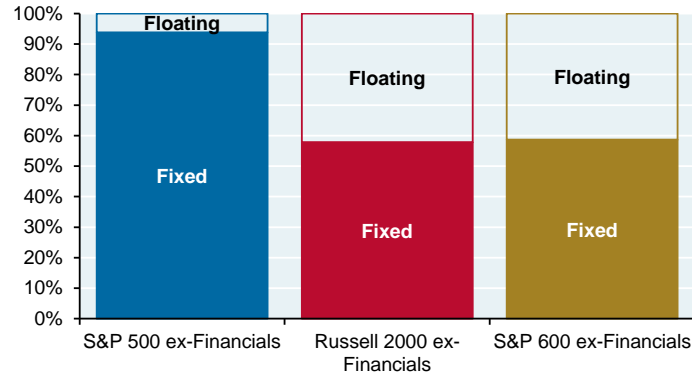 100%
90%
80%
70%
60%
50%
40%
30%
20%
10%
0%
Floating
Floating
Floating
Fixed
Fixed
Fixed
S&P 500 ex-Financials
Russell 2000 ex-
Financials
S&P 600 ex-Financials